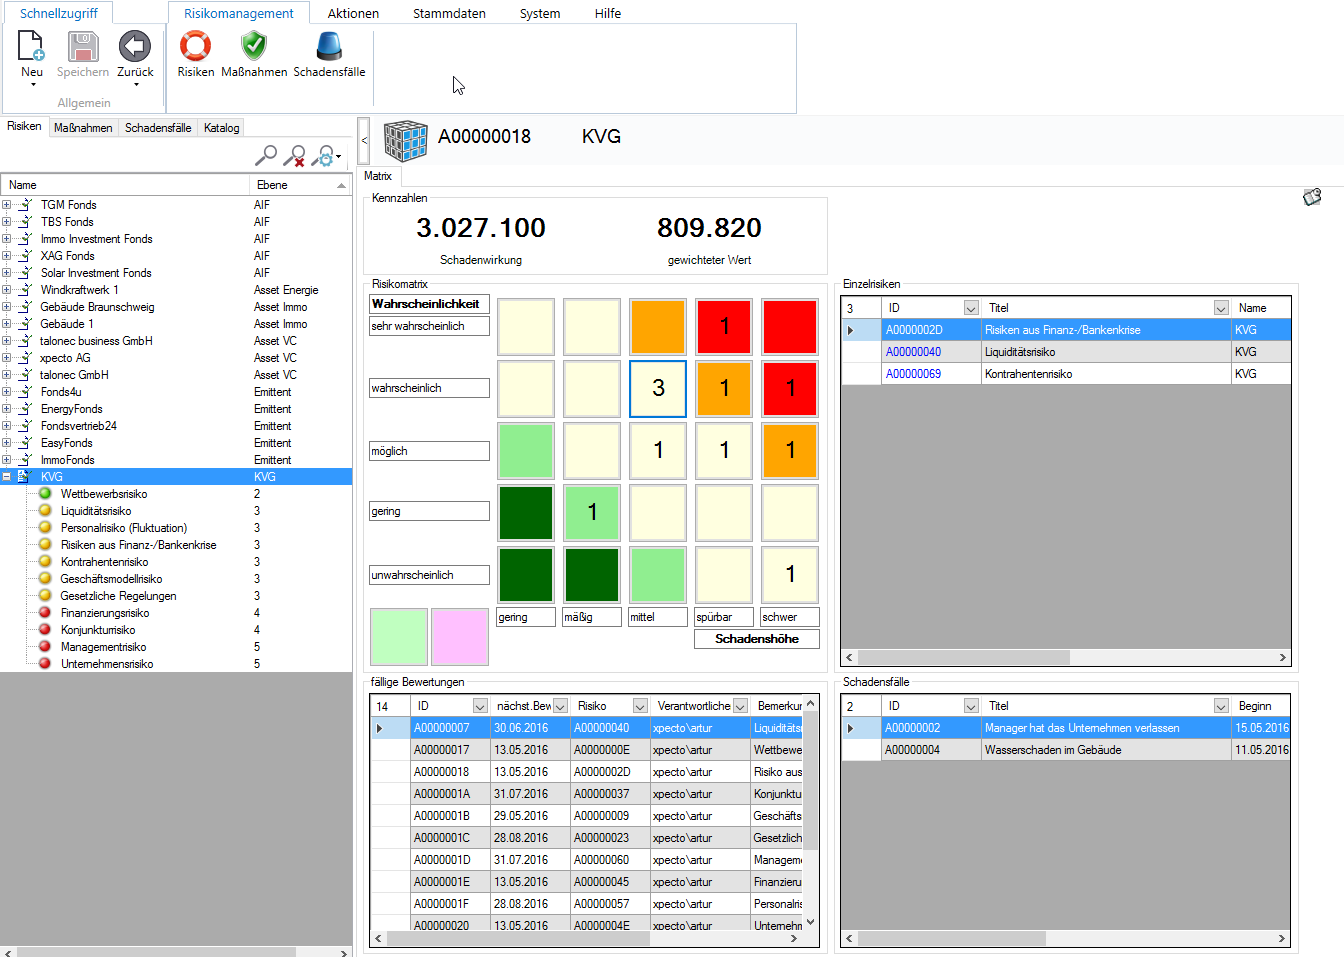 Schnellzugriff Risikomanagement Aktionen Stammdaten System Hilfe
Neu Speichern Zurück Risiken Maßnahmen Schadensfälle
Allgemein
Risiken Maßnahmen Schadensfälle Katalog
Name Ebene
TGM Fonds AIF
TBS Fonds AIF
Immo Investment Fonds AIF
XAG Fonds AIF
Solar Investment Fonds AIF
Windkraftwerk 1 Asset Energie
Gebäude Braunschweig Asset Immo
Gebäude 1 Asset Immo
talonec business GmbH Asset VC
xpecto AG Asset VC
talonec GmbH Asset VC
Fonds4u Emittent
EnergyFonds Emittent
Fondsvertrieb24 Emittent
EasyFonds Emittent
ImmoFonds Emittent
KVG KVG
Wettbewerbsrisiko 2
Liquiditätsrisiko 3
Personalrisiko (Fluktuation) 3
Risiken aus Finanz-/Bankenkrise 3
Kontrahentenrisiko 3
Geschäftsmodellrisiko 3
Gesetzliche Regelungen 3
Finanzierungsrisiko 4
Konjunkturrisiko 4
Managementrisiko 5
Unternehmensrisiko 5
< A00000018 KVG
Matrix
Kennzahlen
3.027.100 809.820
Schadenwirkung gewichteter Wert
Risikomatrix
Wahrscheinlichkeit
sehr wahrscheinlich 1
wahrscheinlich 3 1 1
möglich 1 1 1
gering 1
unwahrscheinlich 1
gering mäßig mittel spürbar schwer
Schadenshöhe
Einzelrisiken
3 ID Titel Name
A0000002D Risiken aus Finanz-/Bankenkrise KVG
A00000040 Liquiditätsrisiko KVG
A00000069 Kontrahentenrisiko KVG
fällige Bewertungen
14 ID nächst.Bew Risiko Verantwortliche Bemerkur
A00000007 30.06.2016 A00000040 xpecto\artur Liquiditäts
A00000017 13.05.2016 A0000000E xpecto\artur Wettbewe
A00000018 13.05.2016 A0000002D xpecto\artur Risiko aus
A0000001A 31.07.2016 A00000037 xpecto\artur Konjunktu
A0000001B 29.05.2016 A00000009 xpecto\artur Geschäfts
A0000001C 28.08.2016 A00000023 xpecto\artur Gesetzlich
A0000001D 31.07.2016 A00000060 xpecto\artur Managem
A0000001E 13.05.2016 A00000045 xpecto\artur Finanzieru
A0000001F 28.08.2016 A00000057 xpecto\artur Personalris
A00000020 13.05.2016 A0000004E xpecto\artur Unternehm
Schadensfälle
2 ID Titel Beginn
A00000002 Manager hat das Unternehmen verlassen 15.05.2016
A00000004 Wasserschaden im Gebäude 11.05.2016